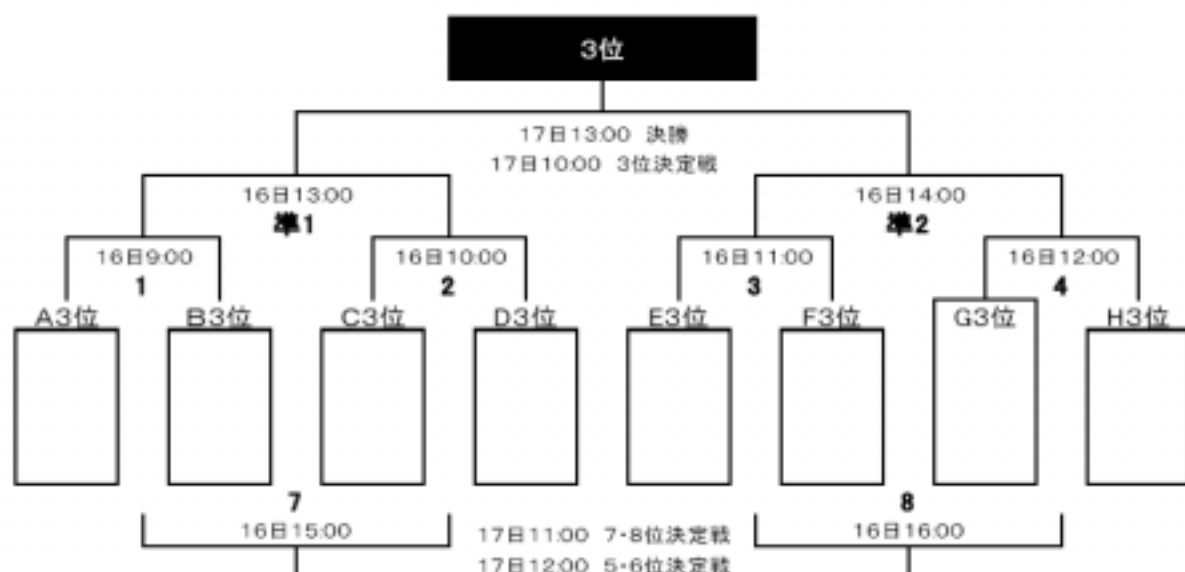 3位
17日13:00 決勝
17日10:00 3位決定戦
16日13:00 16日14:00
準1 準2
16日9:00 16日10:00 16日11:00 16日12:00
1 2 3 4
A3位 B3位 C3位 D3位 E3位 F3位 G3位 H3位
7 8
16日15:00 17日11:00 7・8位決定戦 16日16:00
17日12:00 5・6位決定戦